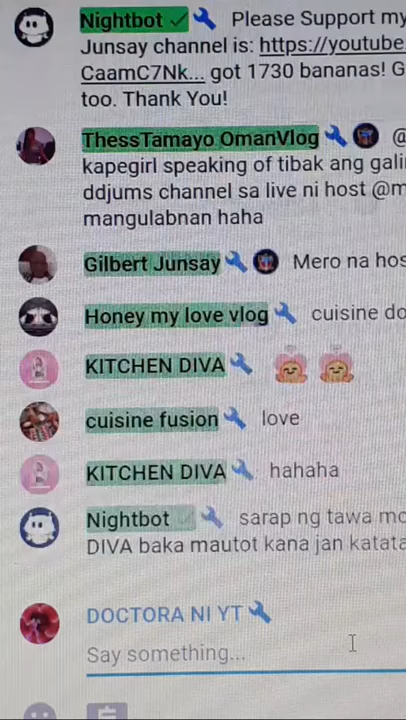 Nightbot Please Support my
Junsay channel is: https://youtube
CaamC7Nk... got 1730 bananas! G
too. Thank You!
ThessTamayo OmanVlog @
kapegirl speaking of tibak ang gali
ddjums channel sa live ni host @m
mangulabnan haha
Gilbert Junsay Mero na hos
Honey my love vlog cuisine do
KITCHEN DIVA
cuisine fusion love
KITCHEN DIVA hahaha
Nightbot sarap ng tawa mo
DIVA baka mautot kana jan katata
DOCTORA NI YT
Say something...